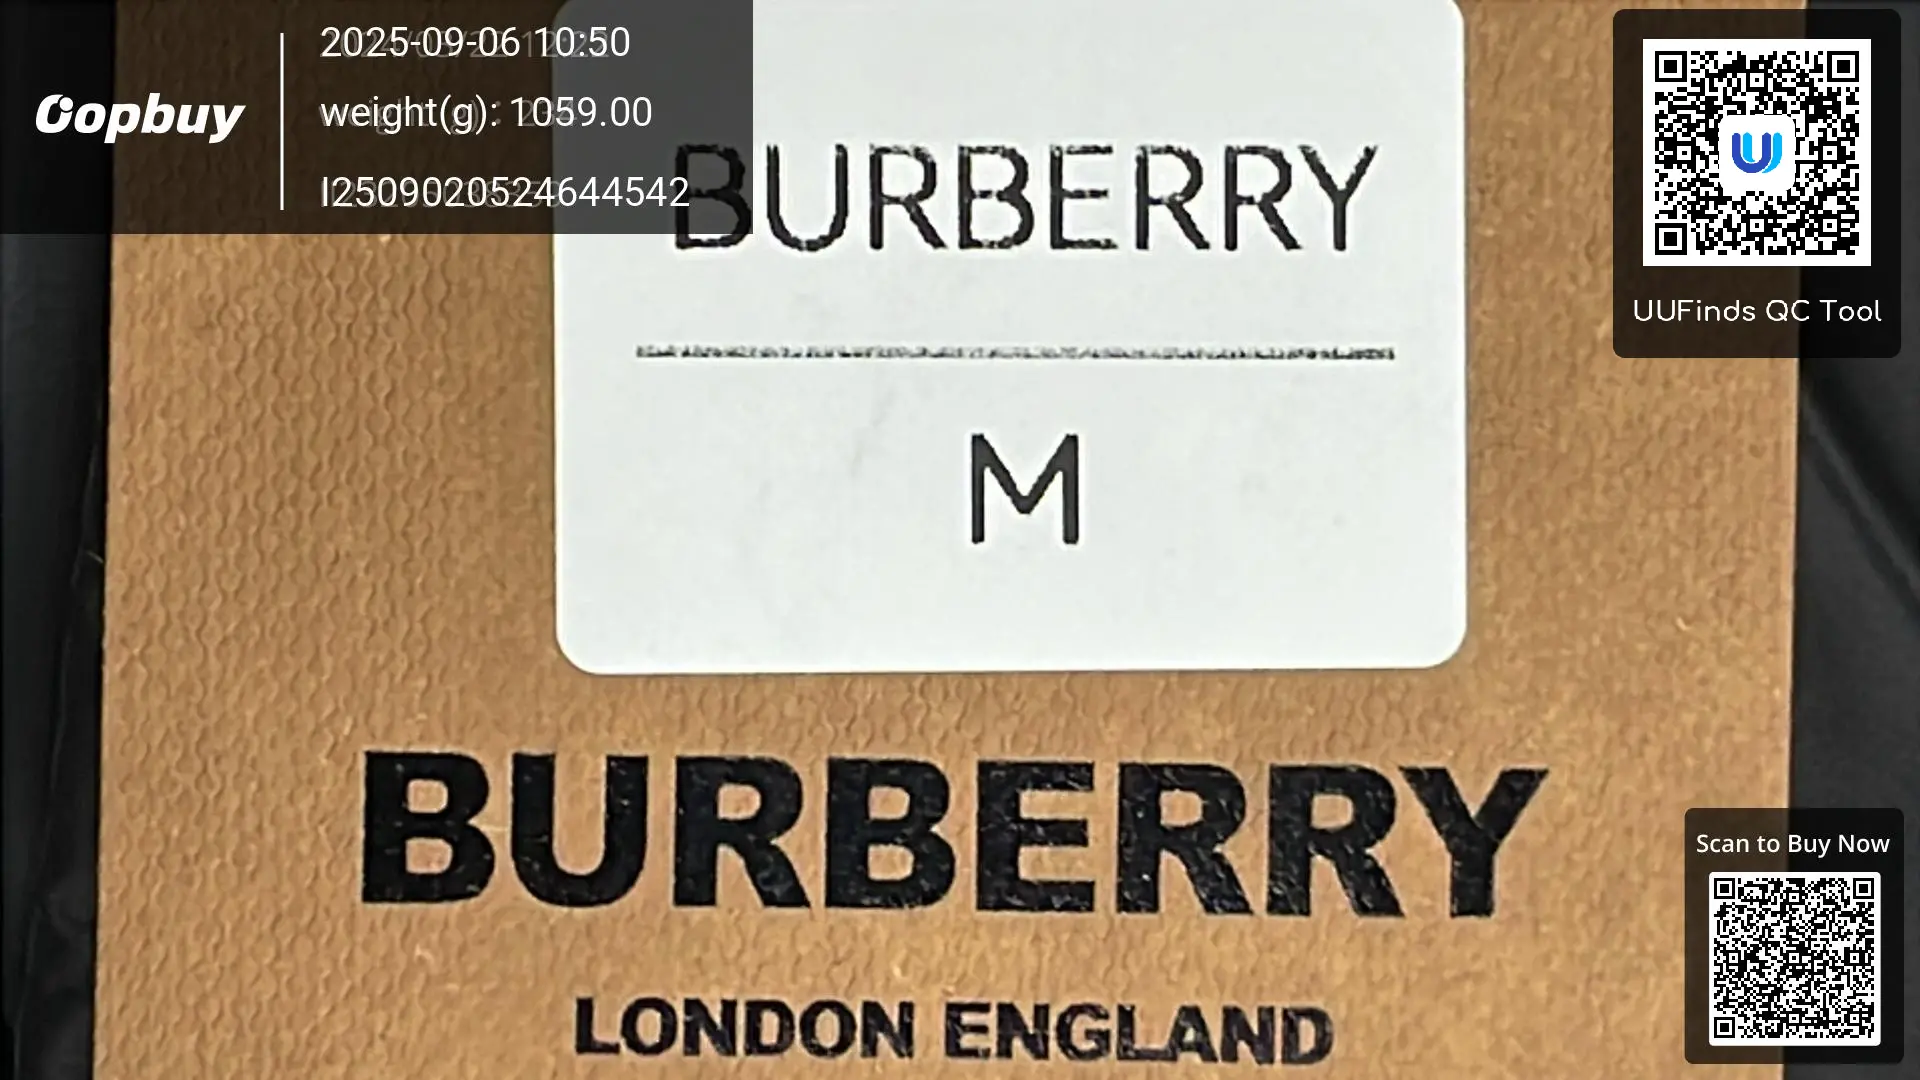 Oopbuy
2025-09-06 10:50
weight(g): 1059.00
I2509020524644542
BURBERRY
M
BURBERRY
LONDON ENGLAND
UUFinds QC Tool
Scan to Buy Now